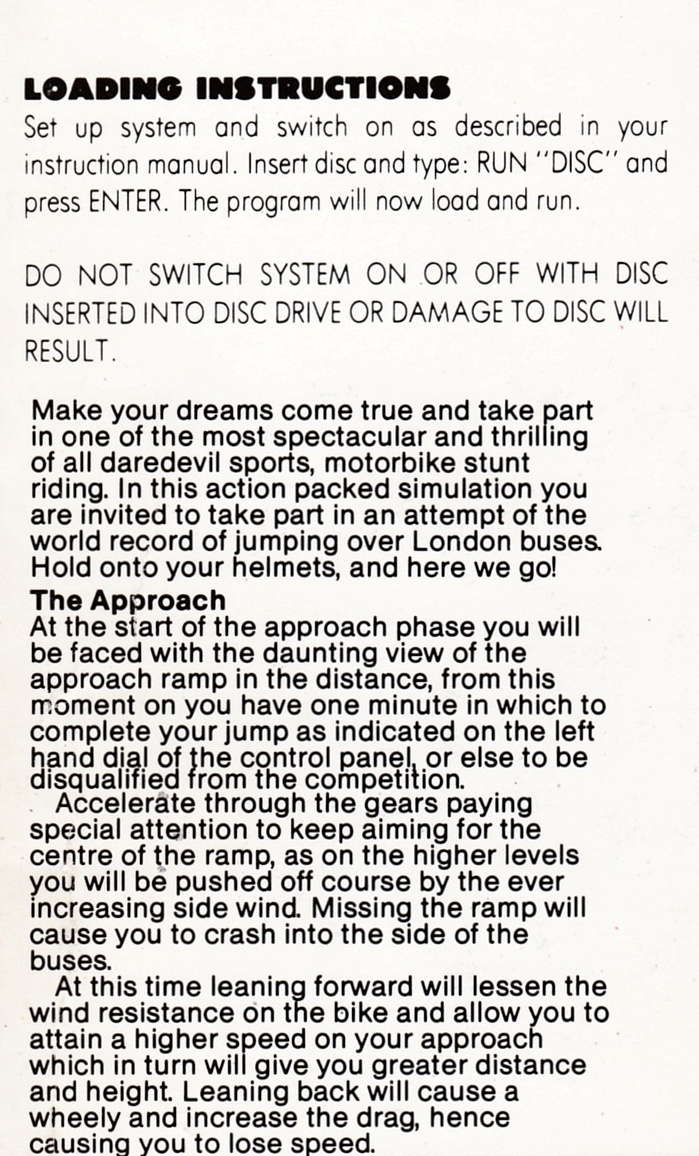 LOADING INSTRUCTIONS
Set up system and switch on as described in your
instruction manual. Insert disc and type: RUN "DISC" and
press ENTER. The program will now load and run.
DO NOT SWITCH SYSTEM ON OR OFF WITH DISC
INSERTED INTO DISC DRIVE OR DAMAGE TO DISC WILL
RESULT.
Make your dreams come true and take part
in one of the most spectacular and thrilling
of all daredevil sports, motorbike stunt
riding. In this action packed simulation you
are invited to take part in an attempt of the
world record of jumping over London buses.
Hold onto your helmets, and here we go!
The Approach
At the start of the approach phase you will
be faced with the daunting view of the
approach ramp in the distance, from this
moment on you have one minute in which to
complete your jump as indicated on the left
hand dial of the control panel, or else to be
disqualified from the competition.
Accelerate through the gears paying
special attention to keep aiming for the
centre of the ramp, as on the higher levels
you will be pushed off course by the ever
increasing side wind. Missing the ramp will
cause you to crash into the side of the
buses.
At this time leaning forward will lessen the
wind resistance on the bike and allow you to
attain a higher speed on your approach
which in turn will give you greater distance
and height. Leaning back will cause a
wheely and increase the drag, hence
causing you to lose speed.